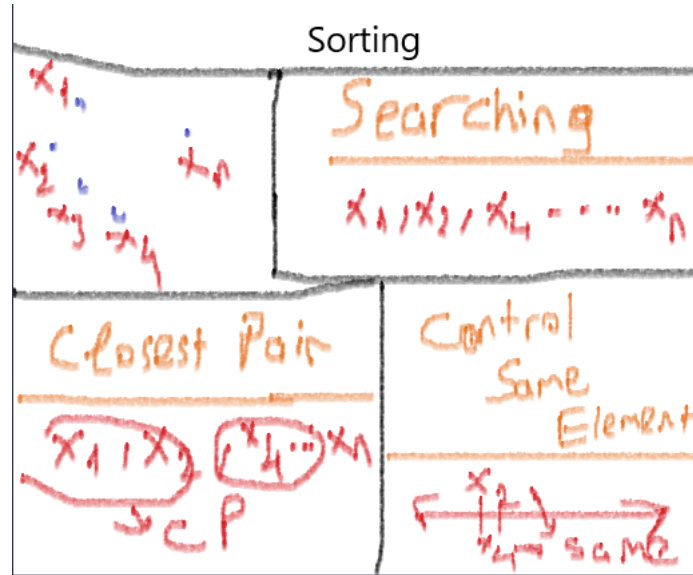 Sorting
x1
x2
x3
x4
xn
Searching
x1, x2, x4 ..... xn
Closest Pair
x1, x2, x4 ... xn
CP
Control
Same
Element
x2
x4 → same